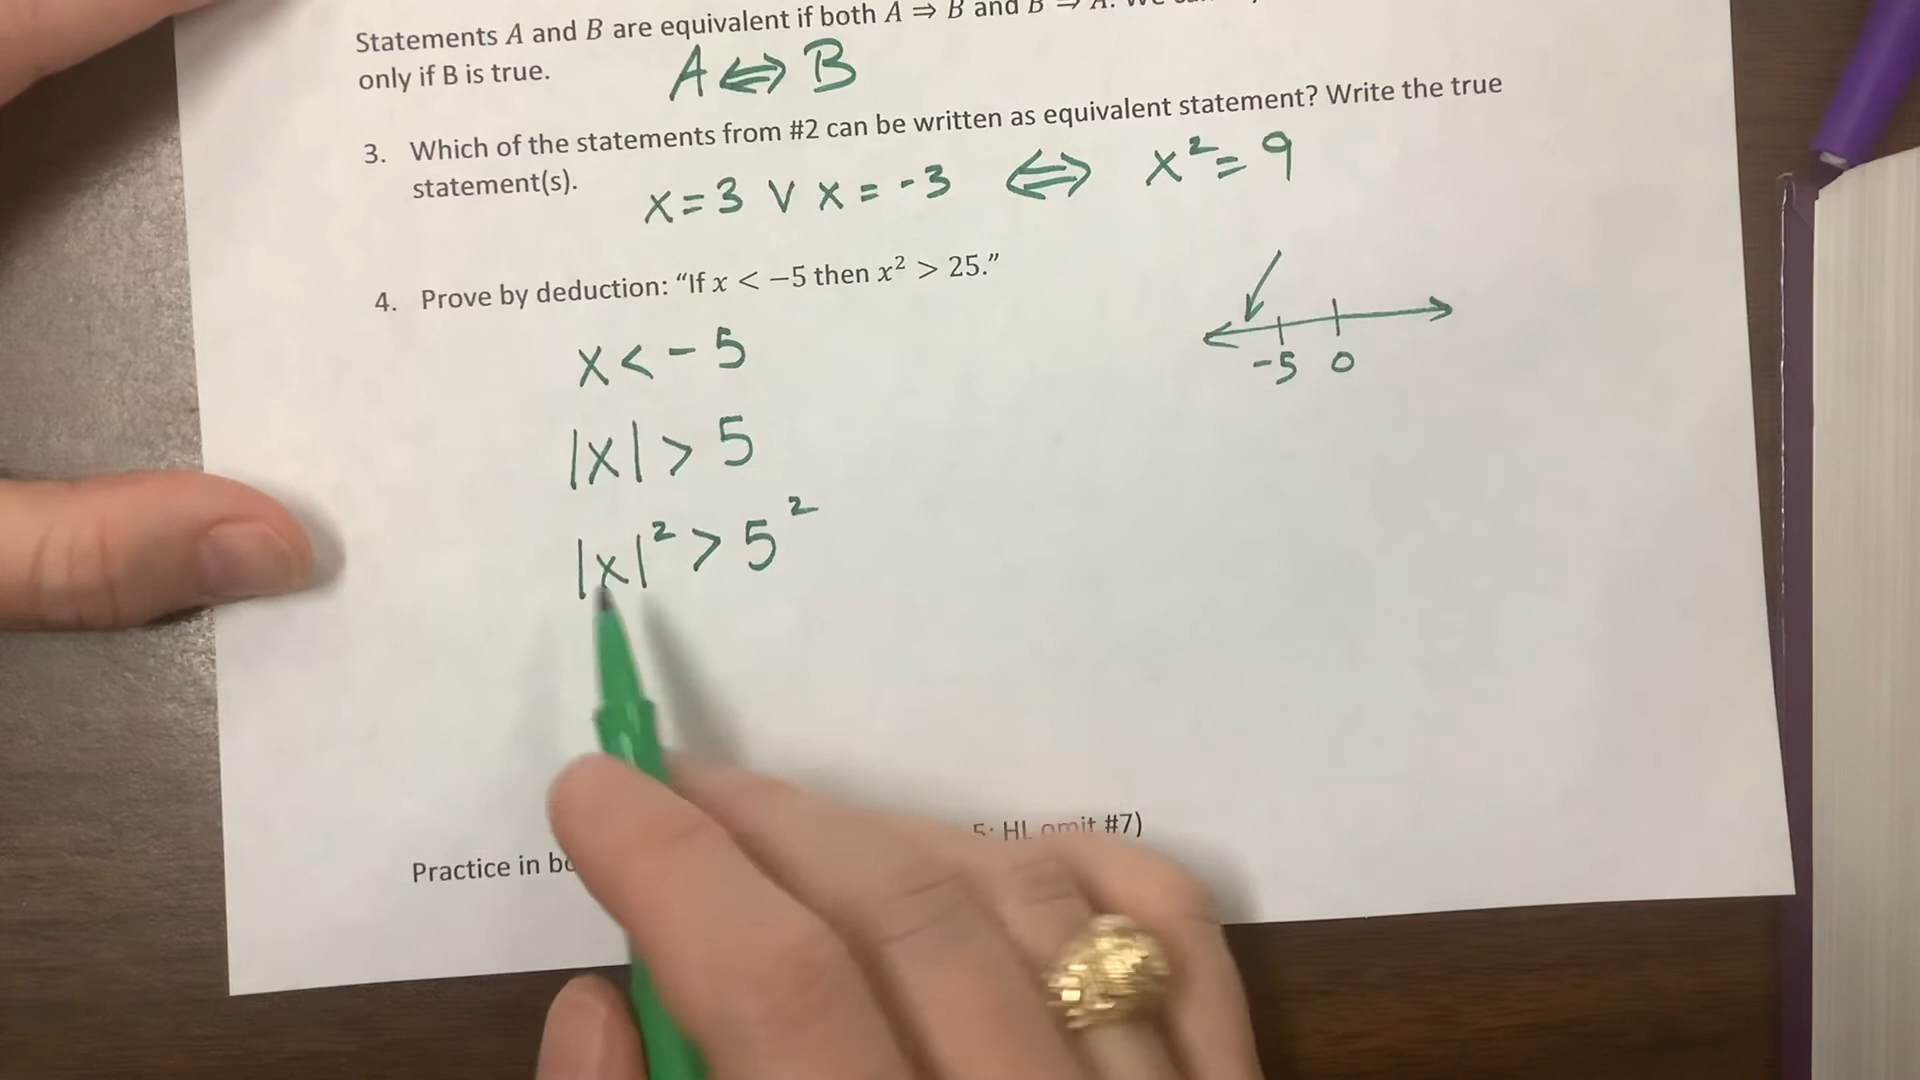 Statements A and B are equivalent if both A ⇒ B and B ⇒ A.
only if B is true.
A ⟺ B
3. Which of the statements from #2 can be written as equivalent statement? Write the true
statement(s).
x = 3 ∨ x = -3 ⟺ x² = 9
4. Prove by deduction: “If x < −5 then x² > 25.”
-5 0
x < -5
|x| > 5
|x|² > 5²
5: HL omit #7)
Practice in